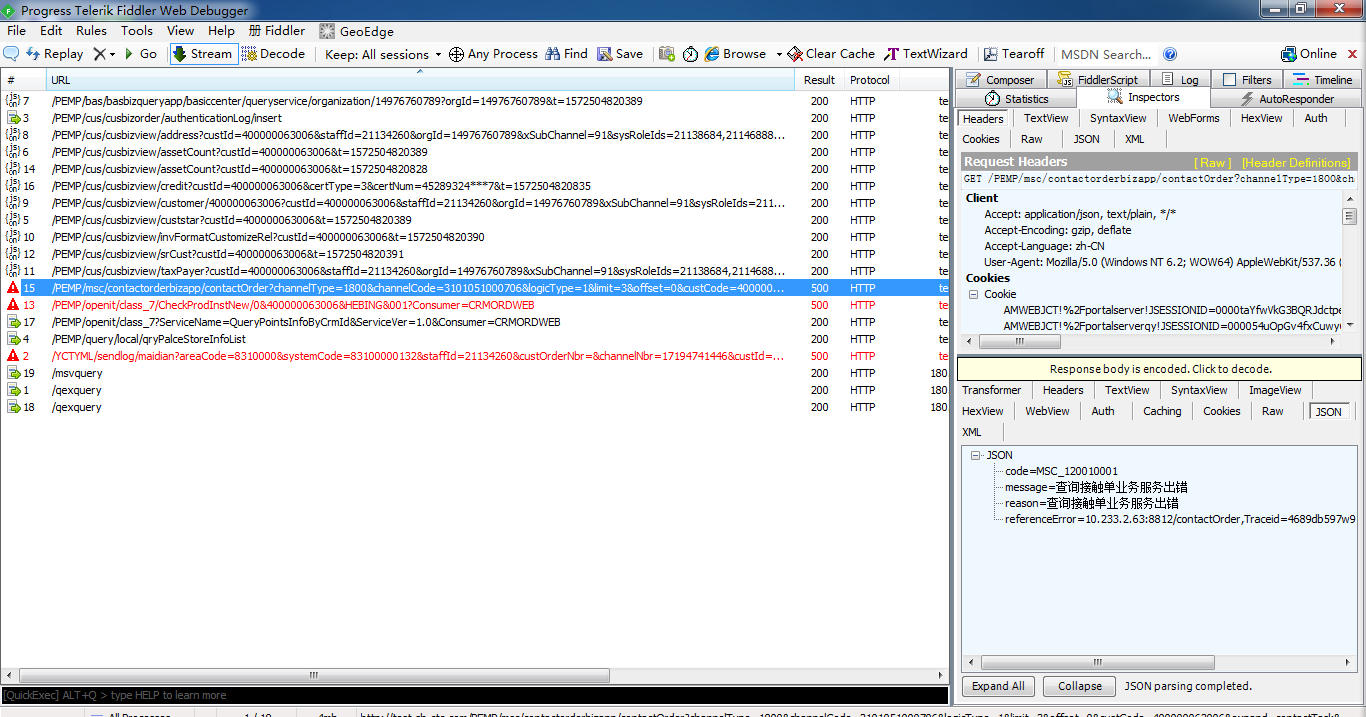 Progress Telerik Fiddler Web Debugger
File Edit Rules Tools View Help Fiddler GeoEdge
Replay Go Stream Decode Keep: All sessions Any Process Find Save Browse Clear Cache TextWizard Tearoff MSDN Search... Online
# URL Result Protocol
7 /PEMP/bas/basbizqueryapp/basiccenter/queryservice/organization/14976760789?orgId=14976760789&t=1572504820389 200 HTTP te
3 /PEMP/cus/cusbizorder/authenticationLog/insert 200 HTTP te
8 /PEMP/cus/cusbizview/address?custId=400000063006&staffId=21134260&orgId=14976760789&xSubChannel=91&sysRoleIds=21138684,21146888... 200 HTTP te
6 /PEMP/cus/cusbizview/assetCount?custId=400000063006&t=1572504820389 200 HTTP te
14 /PEMP/cus/cusbizview/assetCount?custId=400000063006&t=1572504820828 200 HTTP te
16 /PEMP/cus/cusbizview/credit?custId=400000063006&certType=3&certNum=45289324***7&t=1572504820835 200 HTTP te
9 /PEMP/cus/cusbizview/customer/400000063006?custId=400000063006&staffId=21134260&orgId=14976760789&xSubChannel=91&sysRoleIds=211... 200 HTTP te
5 /PEMP/cus/cusbizview/custstar?custId=400000063006&t=1572504820389 200 HTTP te
10 /PEMP/cus/cusbizview/invFormatCustomizeRel?custId=400000063006&t=1572504820390 200 HTTP te
12 /PEMP/cus/cusbizview/srCust?custId=400000063006&t=1572504820391 200 HTTP te
11 /PEMP/cus/cusbizview/taxPayer?custId=400000063006&staffId=21134260&orgId=14976760789&xSubChannel=91&sysRoleIds=21138684,2114688... 200 HTTP te
15 /PEMP/msc/contactorderbizapp/contactOrder?channelType=1800&channelCode=3101051000706&logicType=1&limit=3&offset=0&custCode=400000... 500 HTTP te
13 /PEMP/openit/class_7/CheckProdInstNew/0&400000063006&HEBING&001?Consumer=CRMORDWEB 500 HTTP te
17 /PEMP/openit/class_7?ServiceName=QueryPointsInfoByCrmId&ServiceVer=1.0&Consumer=CRMORDWEB 200 HTTP te
4 /PEMP/query/local/qryPalceStoreInfoList 200 HTTP te
2 /YCTYML/sendlog/maidian?areaCode=8310000&systemCode=83100000132&staffId=21134260&custOrderNbr=&channelNbr=17194741446&custId=... 500 HTTP te
19 /msvquery 200 HTTP 180
1 /qexquery 200 HTTP 180
18 /qexquery 200 HTTP 180
[QuickExec] ALT+Q > type HELP to learn more
Composer FiddlerScript Log Filters Timeline
Statistics Inspectors AutoResponder
Headers TextView SyntaxView WebForms HexView Auth
Cookies Raw JSON XML
Request Headers [ Raw ] [Header Definitions]
GET /PEMP/msc/contactorderbizapp/contactOrder?channelType=1800&ch
Client
Accept: application/json, text/plain, */*
Accept-Encoding: gzip, deflate
Accept-Language: zh-CN
User-Agent: Mozilla/5.0 (Windows NT 6.2; WOW64) AppleWebKit/537.36 (
Cookies
Cookie
AMWEBJCT!%2Fportalserver!JSESSIONID=0000taYfwVkG3BQRJdctpe
AMWEBJCT!%2Fportalservergy!JSESSIONID=000054uOpGv4fxCuwy
Response body is encoded. Click to decode.
Transformer Headers TextView SyntaxView ImageView
HexView WebView Auth Caching Cookies Raw JSON
XML
JSON
code=MSC_120010001
message=查询接触单业务服务出错
reason=查询接触单业务服务出错
referenceError=10.233.2.63:8812/contactOrder,Traceid=4689db597w9
Expand All Collapse JSON parsing completed.